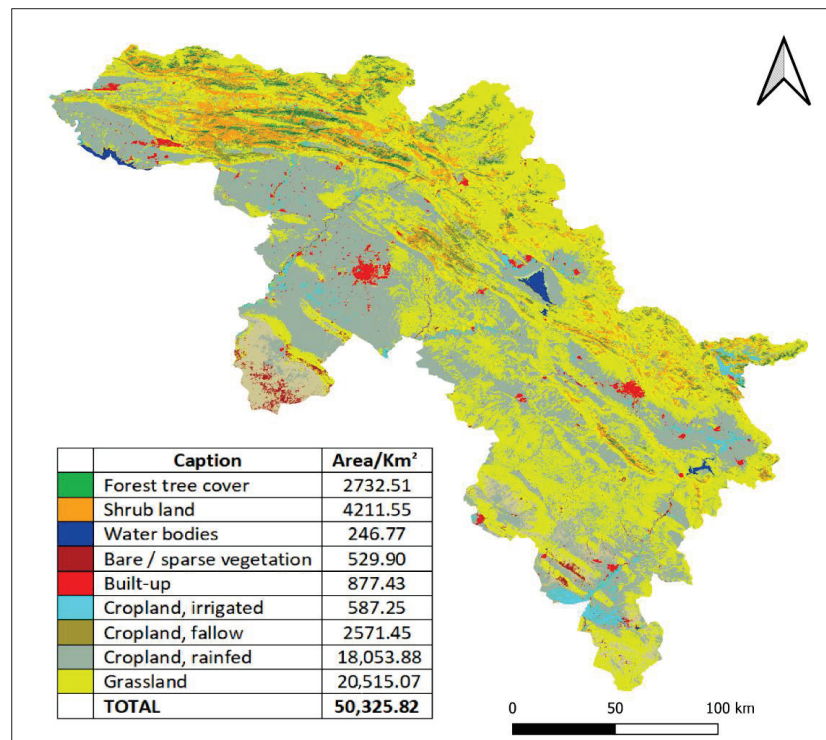 Caption Area/Km²
Forest tree cover 2732.51
Shrub land 4211.55
Water bodies 246.77
Bare / sparse vegetation 529.90
Built-up 877.43
Cropland, irrigated 587.25
Cropland, fallow 2571.45
Cropland, rainfed 18,053.88
Grassland 20,515.07
TOTAL 50,325.82
0 50 100 km